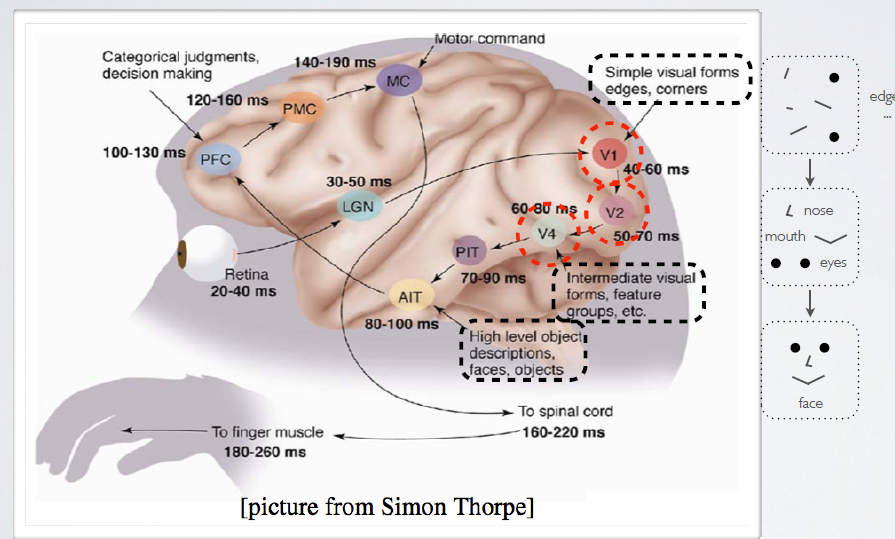 Categorical judgments,
decision making
140-190 ms
Motor command
MC
120-160 ms
PMC
100-130 ms
PFC
30-50 ms
LGN
Simple visual forms
edges, corners
V1
40-60 ms
V2
50-70 ms
60-80 ms
V4
PIT
70-90 ms
AIT
80-100 ms
Retina
20-40 ms
Intermediate visual
forms, feature
groups, etc.
High level object
descriptions,
faces, objects
To spinal cord
160-220 ms
To finger muscle
180-260 ms
[picture from Simon Thorpe]
...
nose
mouth
eyes
face